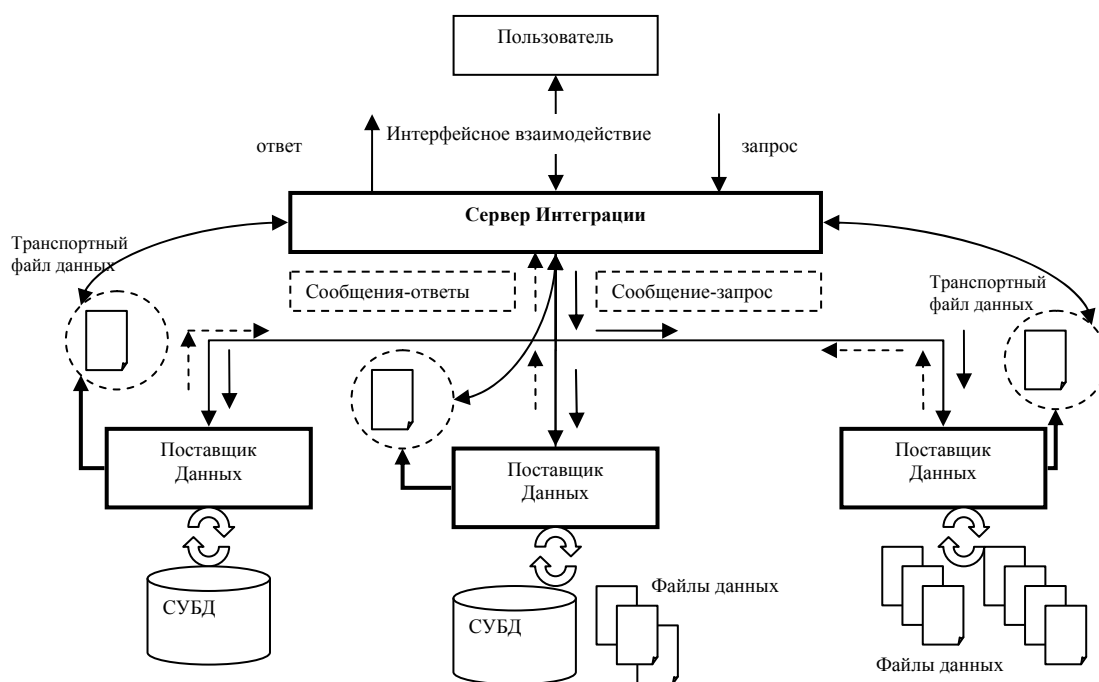 Пользователь
ответ
Интерфейсное взаимодействие
запрос
Сервер Интеграции
Транспортный
файл данных
Сообщения-ответы
Сообщение-запрос
Транспортный
файл данных
Поставщик
Данных
Поставщик
Данных
Поставщик
Данных
СУБД
СУБД
Файлы данных
Файлы данных